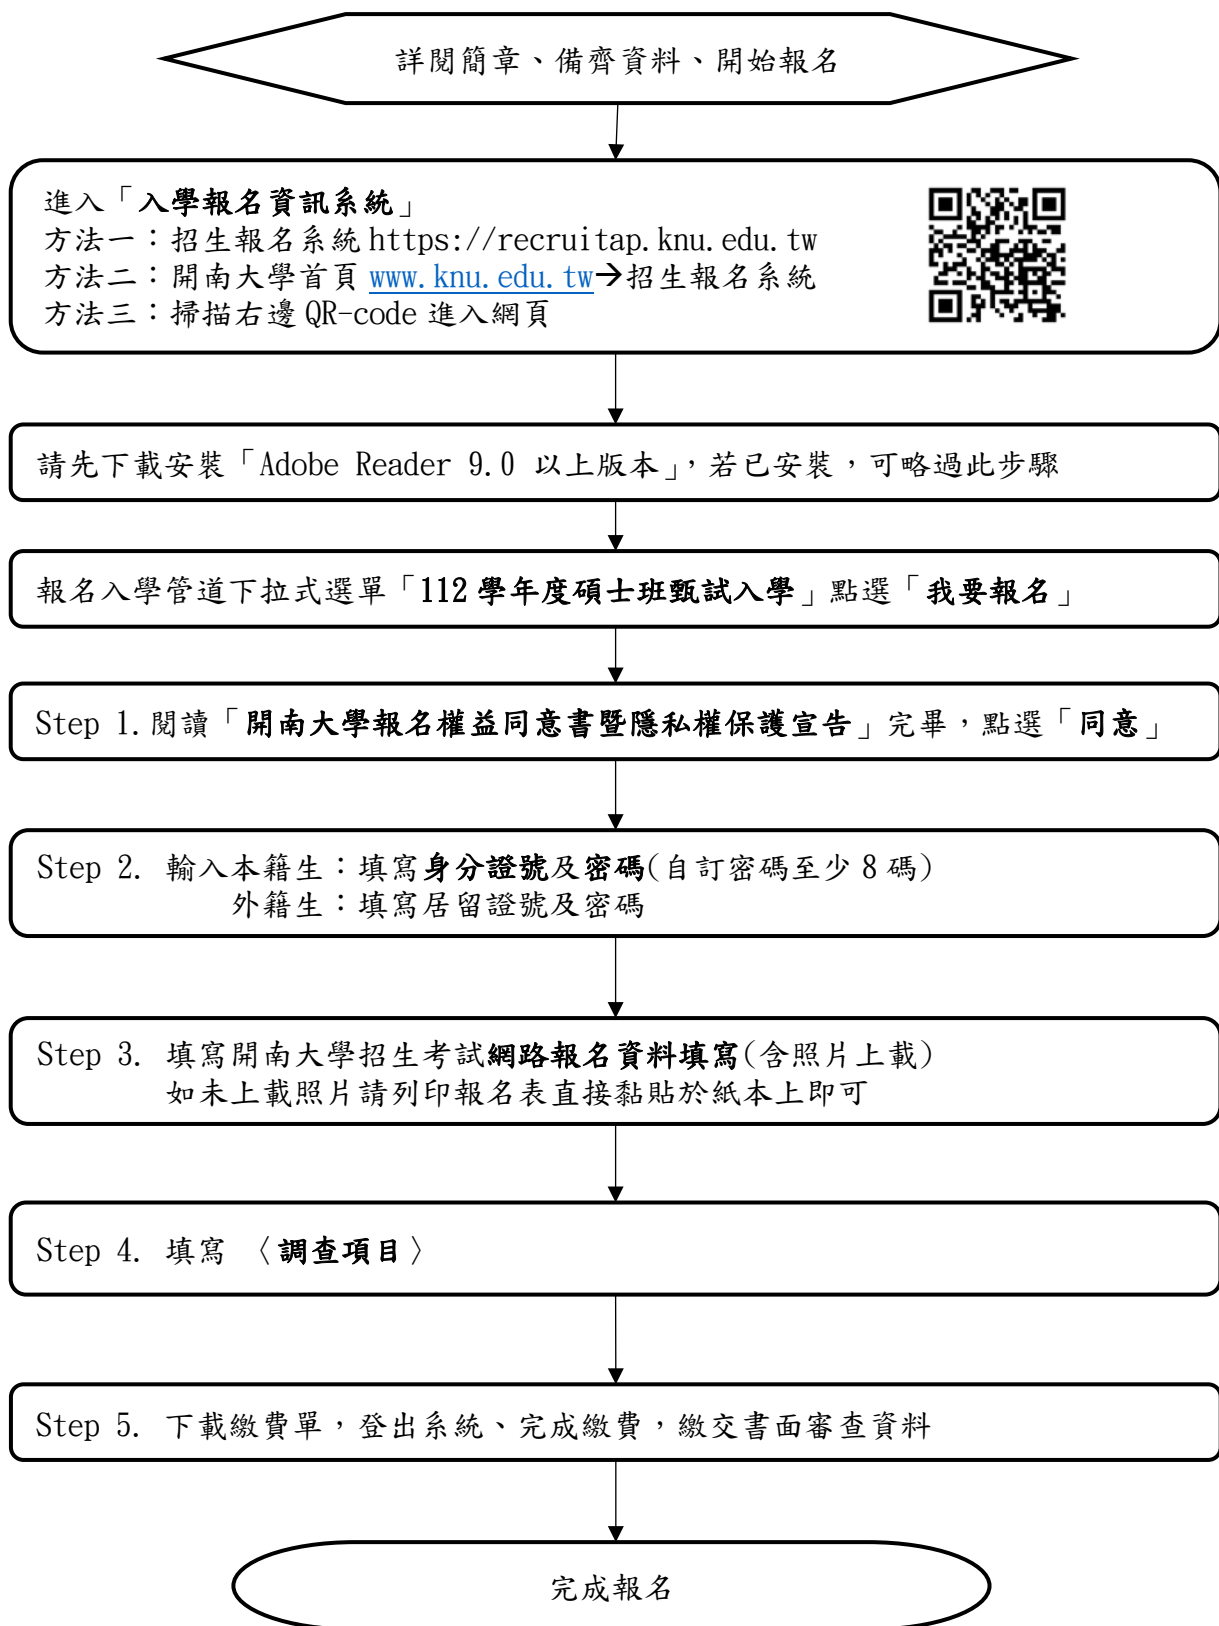 詳閱簡章、備齊資料、開始報名
進入「入學報名資訊系統」
方法一：招生報名系統 https://recruitap.knu.edu.tw
方法二：開南大學首頁 www.knu.edu.tw→招生報名系統
方法三：掃描右邊 QR-code 進入網頁
請先下載安裝「Adobe Reader 9.0 以上版本」，若已安裝，可略過此步驟
報名入學管道下拉式選單「112 學年度碩士班甄試入學」點選「我要報名」
Step 1.閱讀「開南大學報名權益同意書暨隱私權保護宣告」完畢，點選「同意」
Step 2. 輸入本籍生：填寫身分證號及密碼(自訂密碼至少 8 碼)
外籍生：填寫居留證號及密碼
Step 3. 填寫開南大學招生考試網路報名資料填寫(含照片上載)
如未上載照片請列印報名表直接黏貼於紙本上即可
Step 4. 填寫 〈調查項目〉
Step 5. 下載繳費單，登出系統、完成繳費，繳交書面審查資料
完成報名